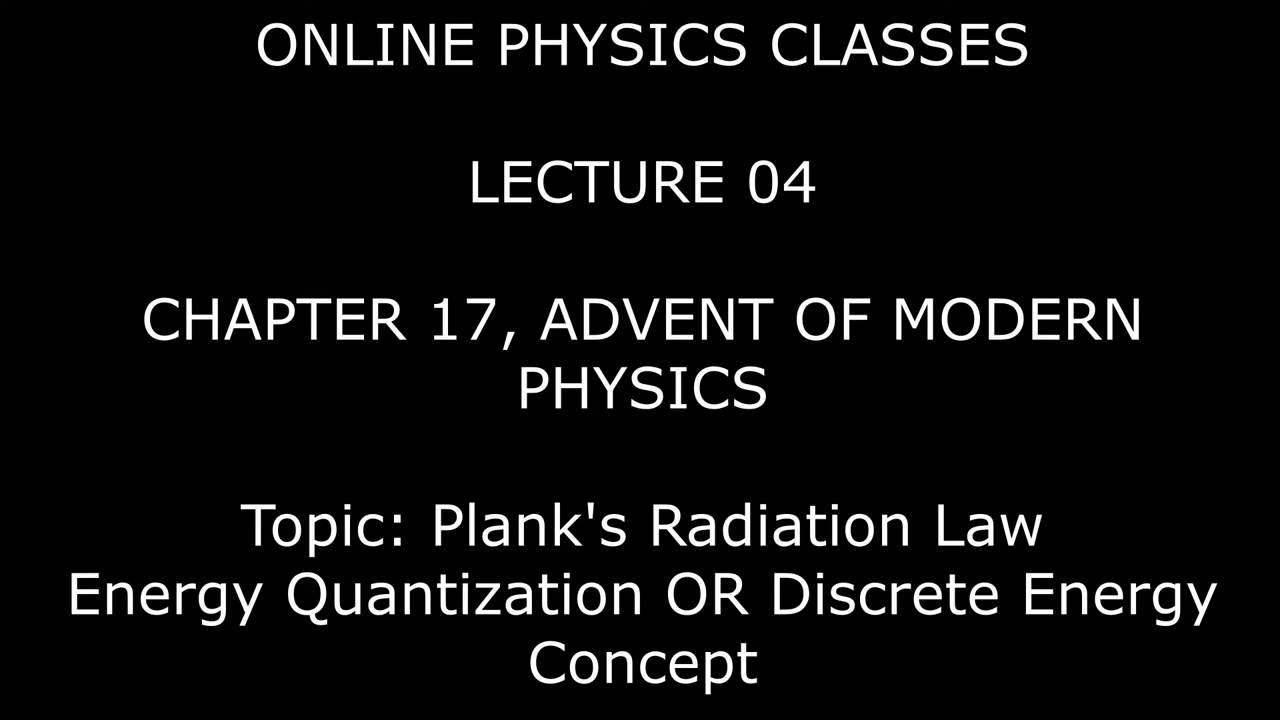 ONLINE PHYSICS CLASSES
LECTURE 04
CHAPTER 17, ADVENT OF MODERN
PHYSICS
Topic: Plank's Radiation Law
Energy Quantization OR Discrete Energy
Concept